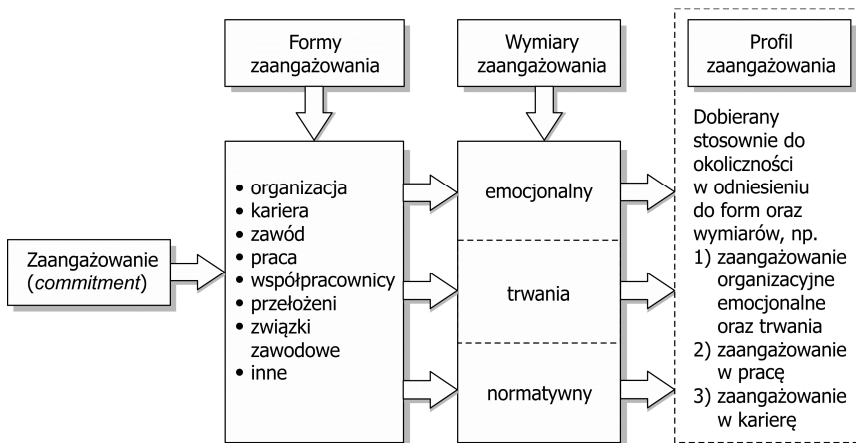 Formy
zaangażowania
Wymiary
zaangażowania
Profil
zaangażowania
Zaangażowanie
(commitment)
• organizacja
• kariera
• zawód
• praca
• współpracownicy
• przełożeni
• związki
zawodowe
• inne
emocjonalny
trwania
normatywny
Dobierany
stosownie do
okoliczności
w odniesieniu
do form oraz
wymiarów, np.
1) zaangażowanie
organizacyjne
emocjonalne
oraz trwania
2) zaangażowanie
w pracę
3) zaangażowanie
w karierę